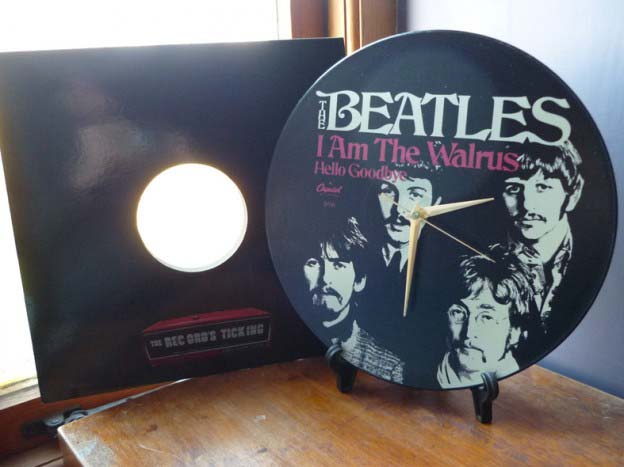 THE
BEATLES
I Am The Walrus
Hello Goodbye
Capitol
THE RECORD'S TICKING